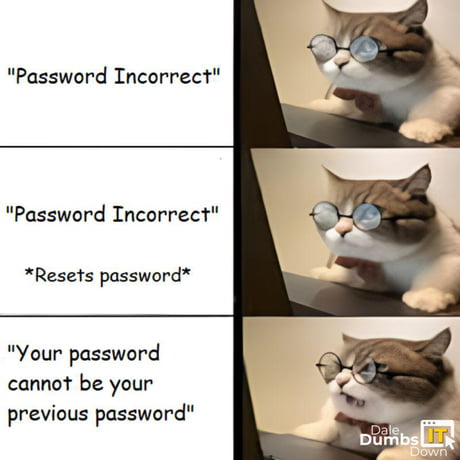 "Password Incorrect"
"Password Incorrect"
*Resets password*
"Your password
cannot be your
previous password"
Dale
Dumbs IT
Down